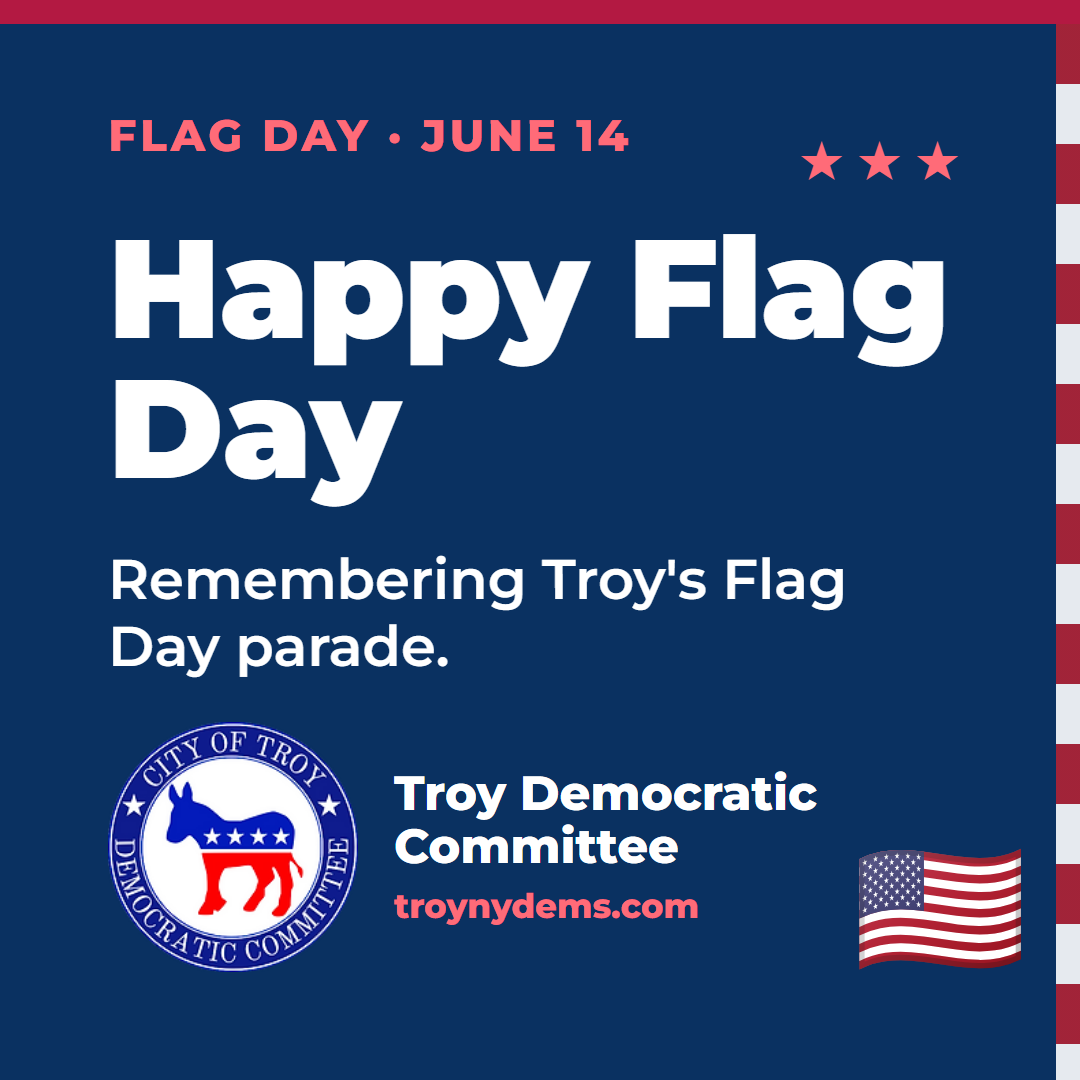 FLAG DAY · JUNE 14
Happy Flag
Day
Remembering Troy's Flag
Day parade.
CITY OF TROY
DEMOCRATIC COMMITTEE
Troy Democratic
Committee
troynydems.com